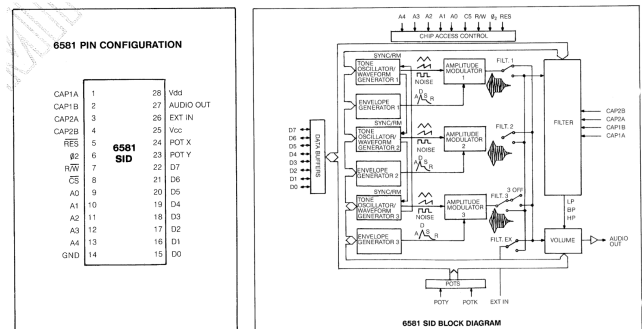 6581 PIN CONFIGURATION
CAP1A 1 28 Vdd
CAP1B 2 27 AUDIO OUT
CAP2A 3 26 EXT IN
CAP2B 4 25 Vcc
RES 5 24 POT X
ø2 6 23 POT Y
R/W 7 22 D7
CS 8 21 D6
A0 9 20 D5
A1 10 19 D4
A2 11 18 D3
A3 12 17 D2
A4 13 16 D1
GND 14 15 D0
6581
SID
A4 A3 A2 A1 A0 CS R/W ø2 RES
CHIP ACCESS CONTROL
SYNC/RM
TONE
OSCILLATOR/
WAVEFORM
GENERATOR 1
NOISE
AMPLITUDE
MODULATOR
1
FILT. 1
ENVELOPE
GENERATOR 1
A D S R
SYNC/RM
TONE
OSCILLATOR/
WAVEFORM
GENERATOR 2
NOISE
AMPLITUDE
MODULATOR
2
FILT. 2
ENVELOPE
GENERATOR 2
A D S R
SYNC/RM
TONE
OSCILLATOR/
WAVEFORM
GENERATOR 3
NOISE
AMPLITUDE
MODULATOR
3
FILT. 3
3 OFF
ENVELOPE
GENERATOR 3
A D S R
FILT. EX
D7
D6
D5
D4
D3
D2
D1
D0
DATA BUFFERS
FILTER
CAP2B
CAP2A
CAP1B
CAP1A
LP
BP
HP
VOLUME
AUDIO
OUT
POTS
POTY POTK EXT IN
6581 SID BLOCK DIAGRAM